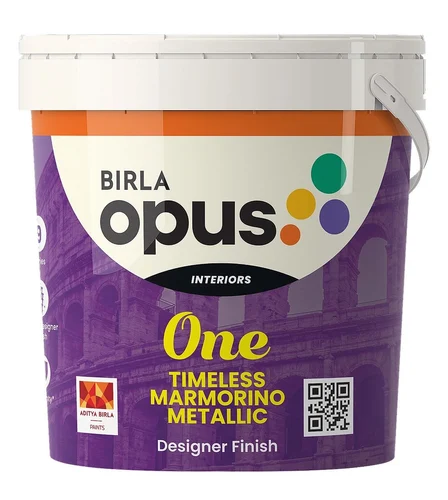 BIRLA
opus
INTERIORS
One
TIMELESS
MARMORINO
METALLIC
Designer Finish
ADITYA BIRLA
PAINTS